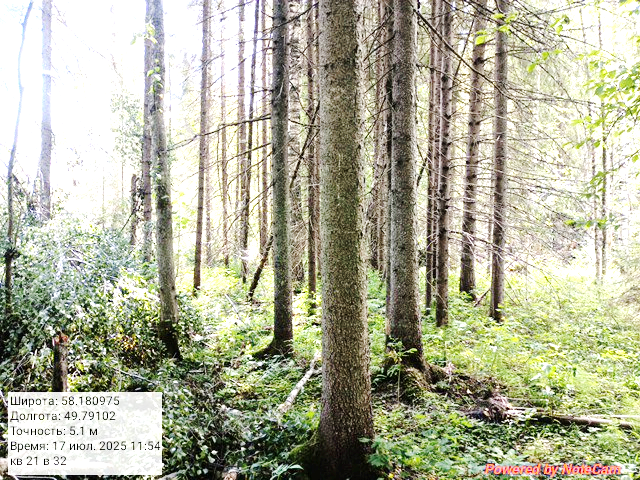 Широта: 58.180975
Долгота: 49.79102
Точность: 5.1 м
Время: 17 июл. 2025 11:54
кв 21 в 32
Powered by NoteCam